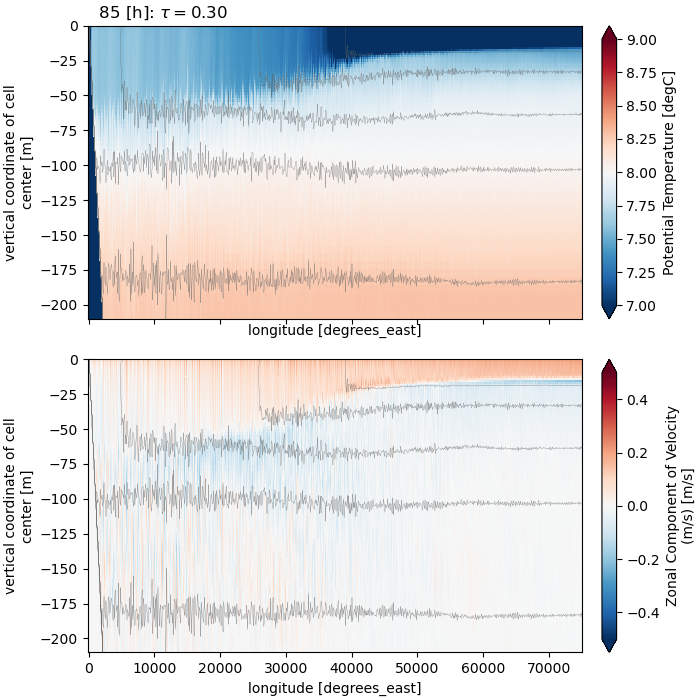 85 [h]: τ = 0.30
0
−25
−50
−75
−100
−125
−150
−175
−200
vertical coordinate of cell
center [m]
longitude [degrees_east]
9.00
8.75
8.50
8.25
8.00
7.75
7.50
7.25
7.00
Potential Temperature [degC]
0
−25
−50
−75
−100
−125
−150
−175
−200
vertical coordinate of cell
center [m]
0 10000 20000 30000 40000 50000 60000 70000
longitude [degrees_east]
0.4
0.2
0.0
−0.2
−0.4
Zonal Component of Velocity
(m/s) [m/s]